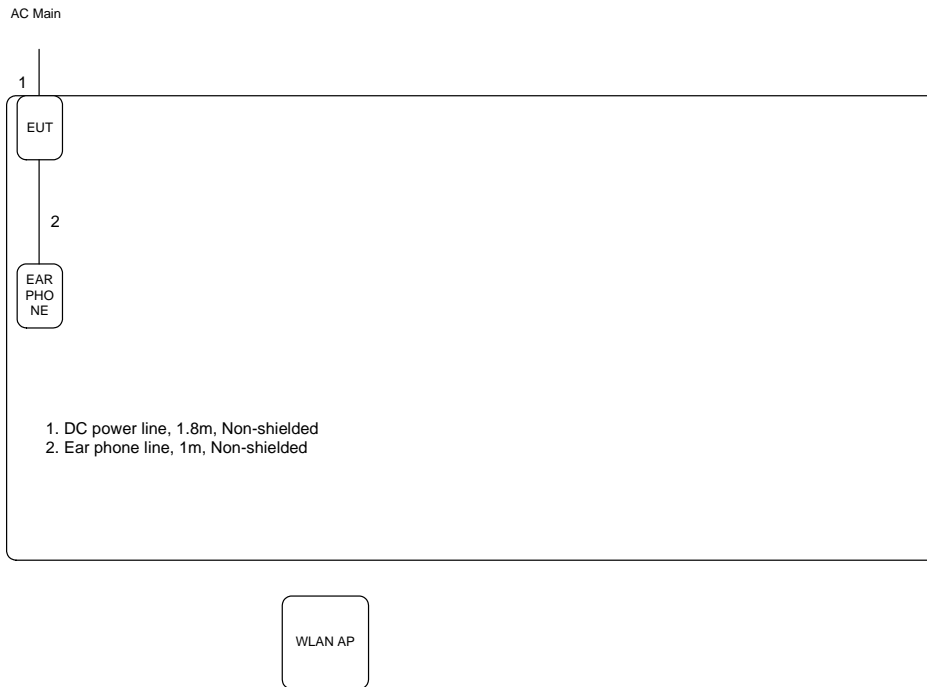 AC Main
1
EUT
2
EAR
PHO
NE
1. DC power line, 1.8m, Non-shielded
2. Ear phone line, 1m, Non-shielded
WLAN AP